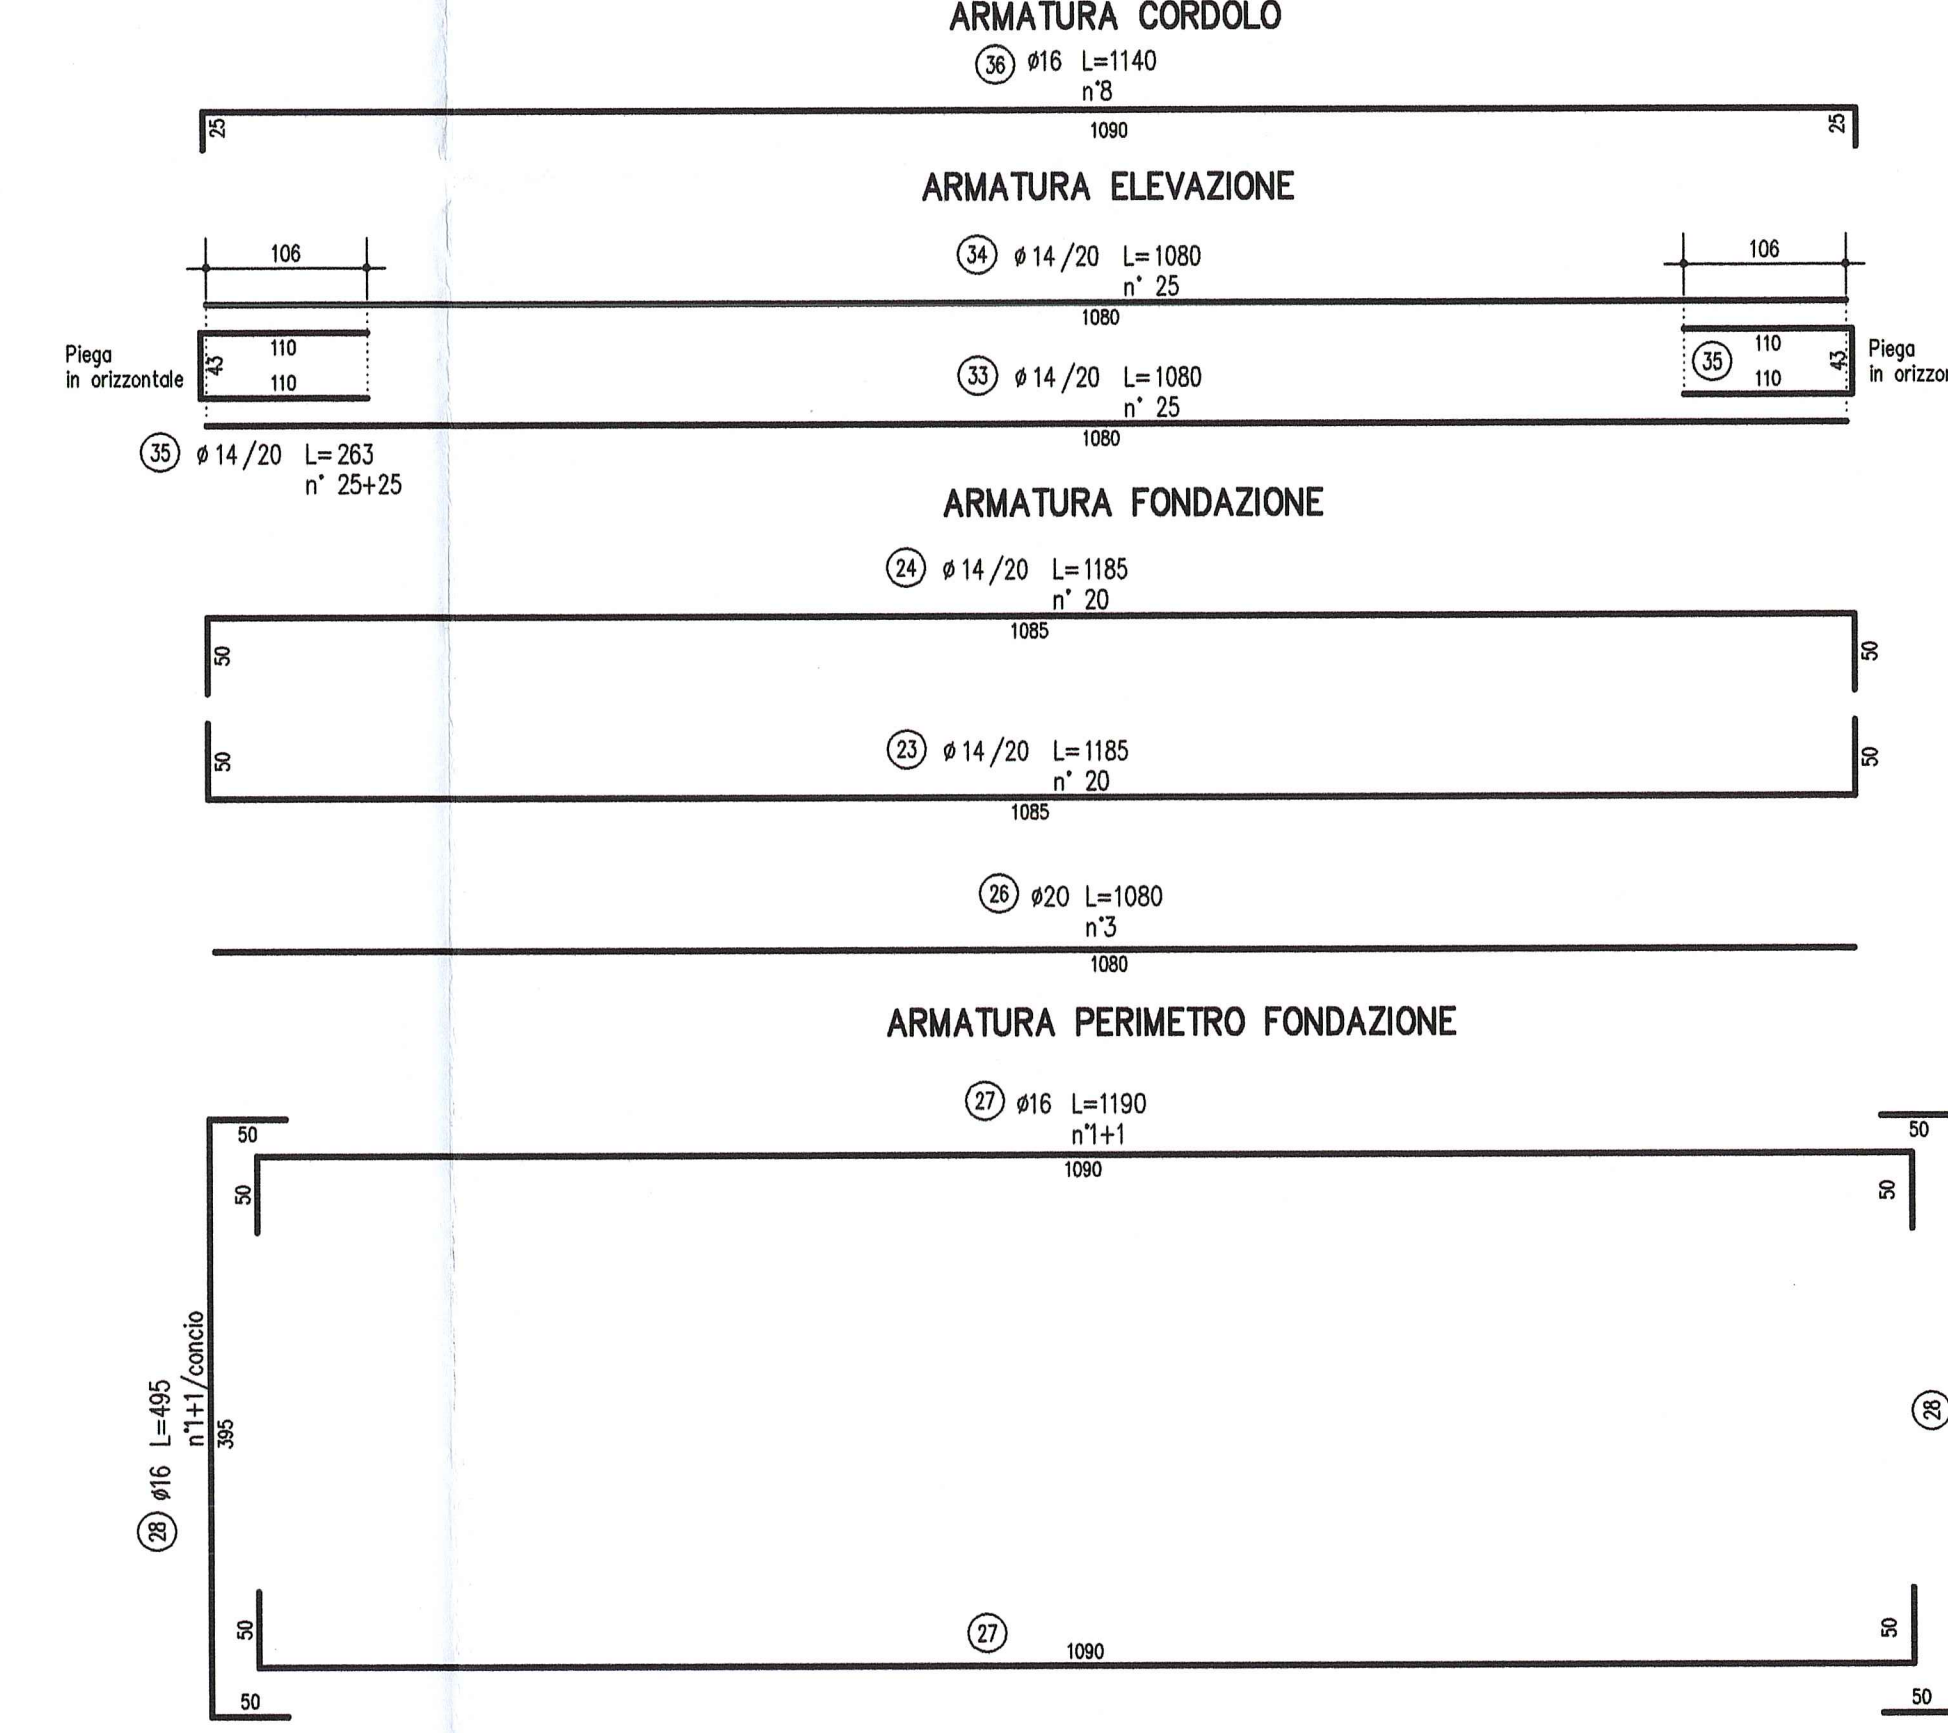 ARMATURA CORDOLO
36 ø16 L=1140
n°8
25
1090
25
ARMATURA ELEVAZIONE
106
34 ø 14/20 L=1080
n° 25
106
1080
Piega
in orizzontale
43
110
110
33 ø 14/20 L=1080
n° 25
35
110
110
43
Piega
1080
35 ø 14/20 L=263
n° 25+25
ARMATURA FONDAZIONE
24 ø 14/20 L=1185
n° 20
1085
50
50
23 ø 14/20 L=1185
n° 20
50
50
1085
26 ø20 L=1080
n°3
1080
ARMATURA PERIMETRO FONDAZIONE
27 ø16 L=1190
n°1+1
50
50
1090
50
50
28 ø16 L=495
n°1+1/concio
395
28
50
27
1090
50
50
50